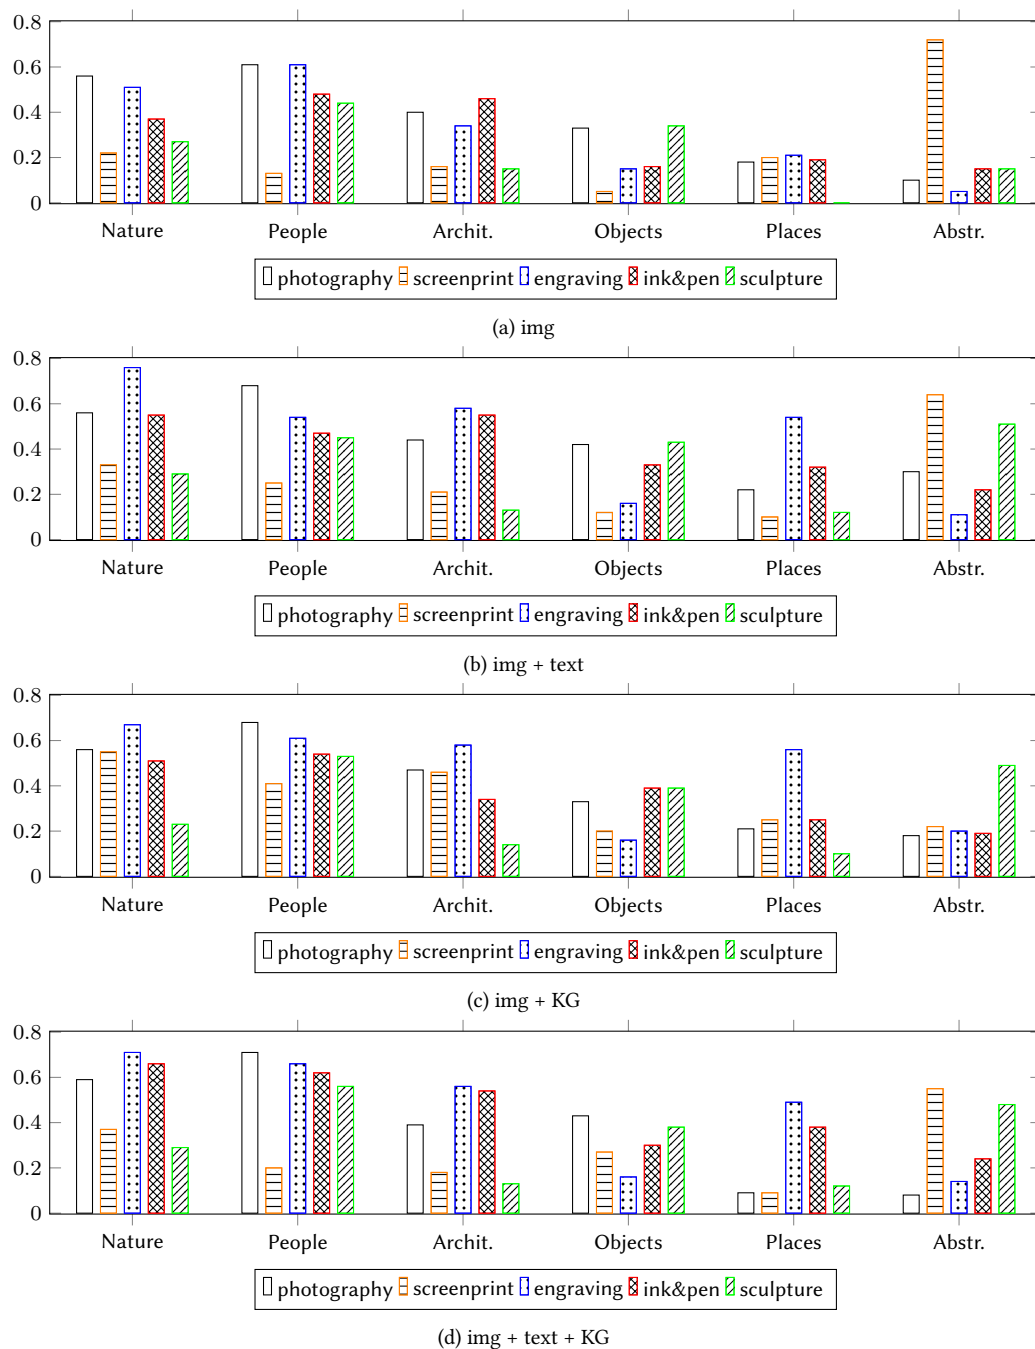 0.8
0.6
0.4
0.2
0
Nature People Archit. Objects Places Abstr.
photography screenprint engraving ink&pen sculpture
(a) img
0.8
0.6
0.4
0.2
0
Nature People Archit. Objects Places Abstr.
photography screenprint engraving ink&pen sculpture
(b) img + text
0.8
0.6
0.4
0.2
0
Nature People Archit. Objects Places Abstr.
photography screenprint engraving ink&pen sculpture
(c) img + KG
0.8
0.6
0.4
0.2
0
Nature People Archit. Objects Places Abstr.
photography screenprint engraving ink&pen sculpture
(d) img + text + KG